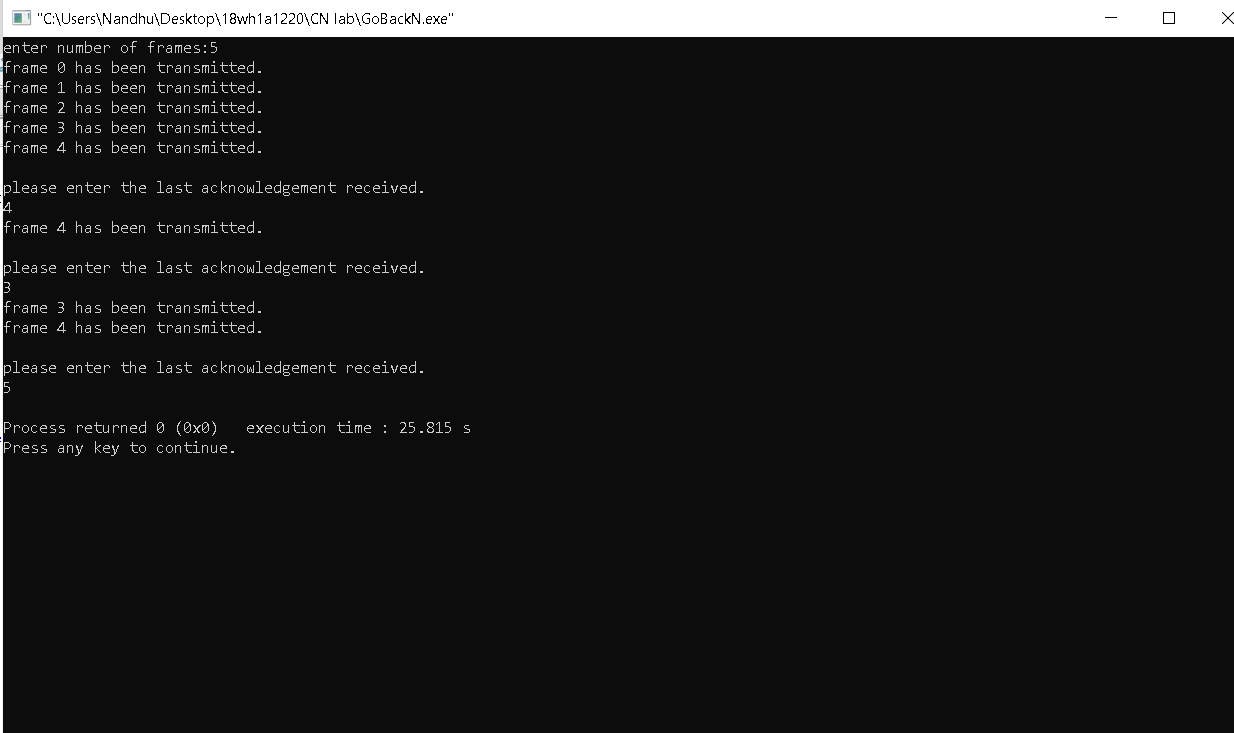 "C:\Users\Nandhu\Desktop\18wh1a1220\CN lab\GoBackN.exe"
enter number of frames:5
frame 0 has been transmitted.
frame 1 has been transmitted.
frame 2 has been transmitted.
frame 3 has been transmitted.
frame 4 has been transmitted.
please enter the last acknowledgement received.
4
frame 4 has been transmitted.
please enter the last acknowledgement received.
3
frame 3 has been transmitted.
frame 4 has been transmitted.
please enter the last acknowledgement received.
5
Process returned 0 (0x0)   execution time : 25.815 s
Press any key to continue.